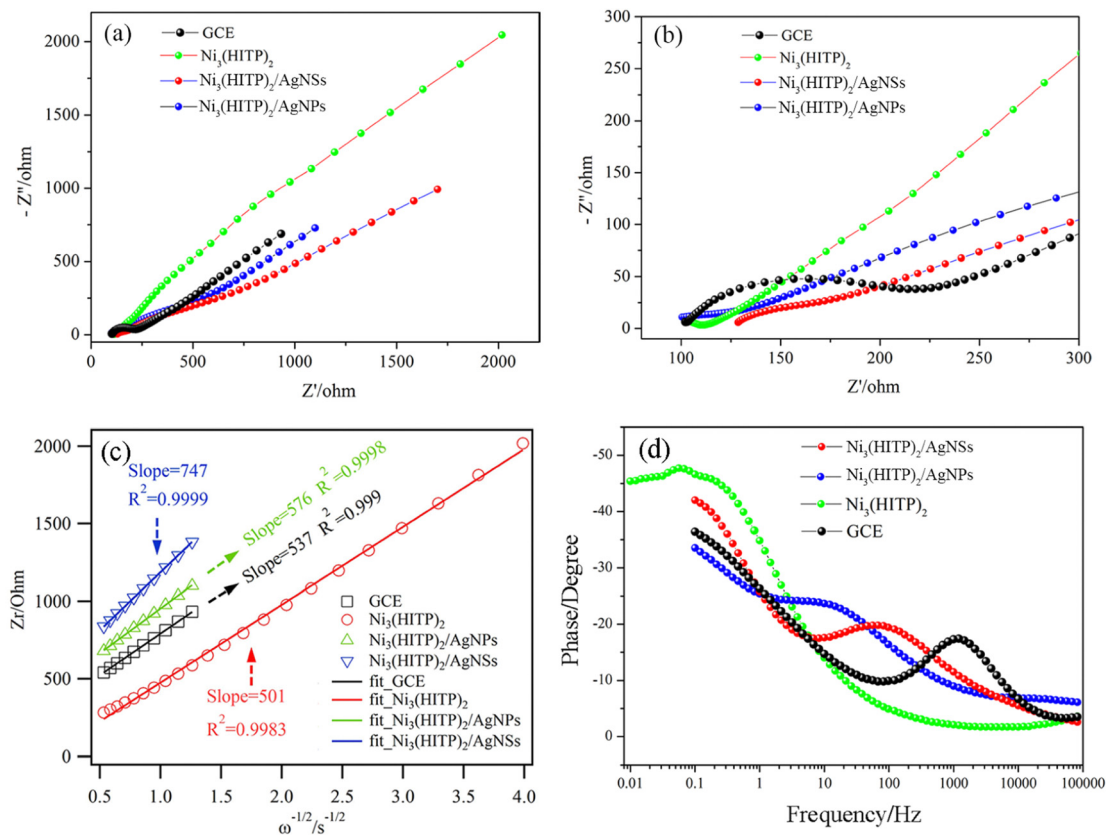 (a)
GCE
Ni₃(HITP)₂
Ni₃(HITP)₂/AgNSs
Ni₃(HITP)₂/AgNPs
2000
1500
1000
500
0
- Z''/ohm
500
1000
1500
2000
Z'/ohm
(b)
GCE
Ni₃(HITP)₂
Ni₃(HITP)₂/AgNSs
Ni₃(HITP)₂/AgNPs
300
250
200
150
100
50
0
- Z''/ohm
100
150
200
250
300
Z'/ohm
(c)
Slope=747
R²=0.9999
Slope=576 R²=0.9998
Slope=537 R²=0.999
Slope=501
R²=0.9983
GCE
Ni₃(HITP)₂
Ni₃(HITP)₂/AgNPs
Ni₃(HITP)₂/AgNSs
fit_GCE
fit_Ni₃(HITP)₂
fit_Ni₃(HITP)₂/AgNPs
fit_Ni₃(HITP)₂/AgNSs
2000
1500
1000
500
0
Zr/Ohm
0.5
1.0
1.5
2.0
2.5
3.0
3.5
4.0
ω⁻¹/²/s⁻¹/²
(d)
Ni₃(HITP)₂/AgNSs
Ni₃(HITP)₂/AgNPs
Ni₃(HITP)₂
GCE
-50
-40
-30
-20
-10
0
Phase/Degree
0.01
0.1
1
10
100
1000
10000
100000
Frequency/Hz